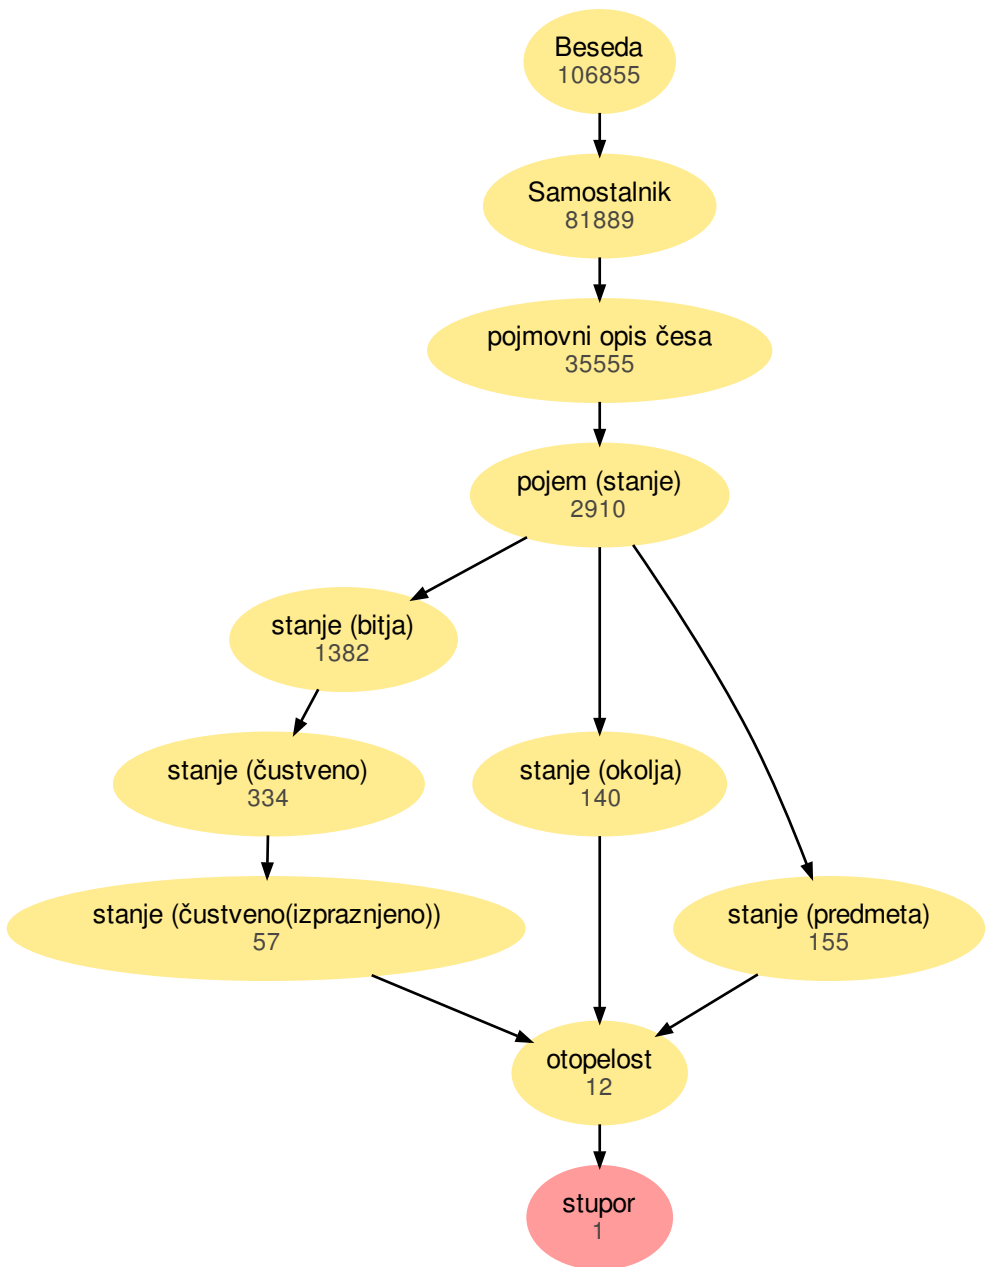 Beseda
106855
Samostalnik
81889
pojmovni opis česa
35555
pojem (stanje)
2910
stanje (bitja)
1382
stanje (čustveno)
334
stanje (okolja)
140
stanje (čustveno(izpraznjeno))
57
stanje (predmeta)
155
otopelost
12
stupor
1